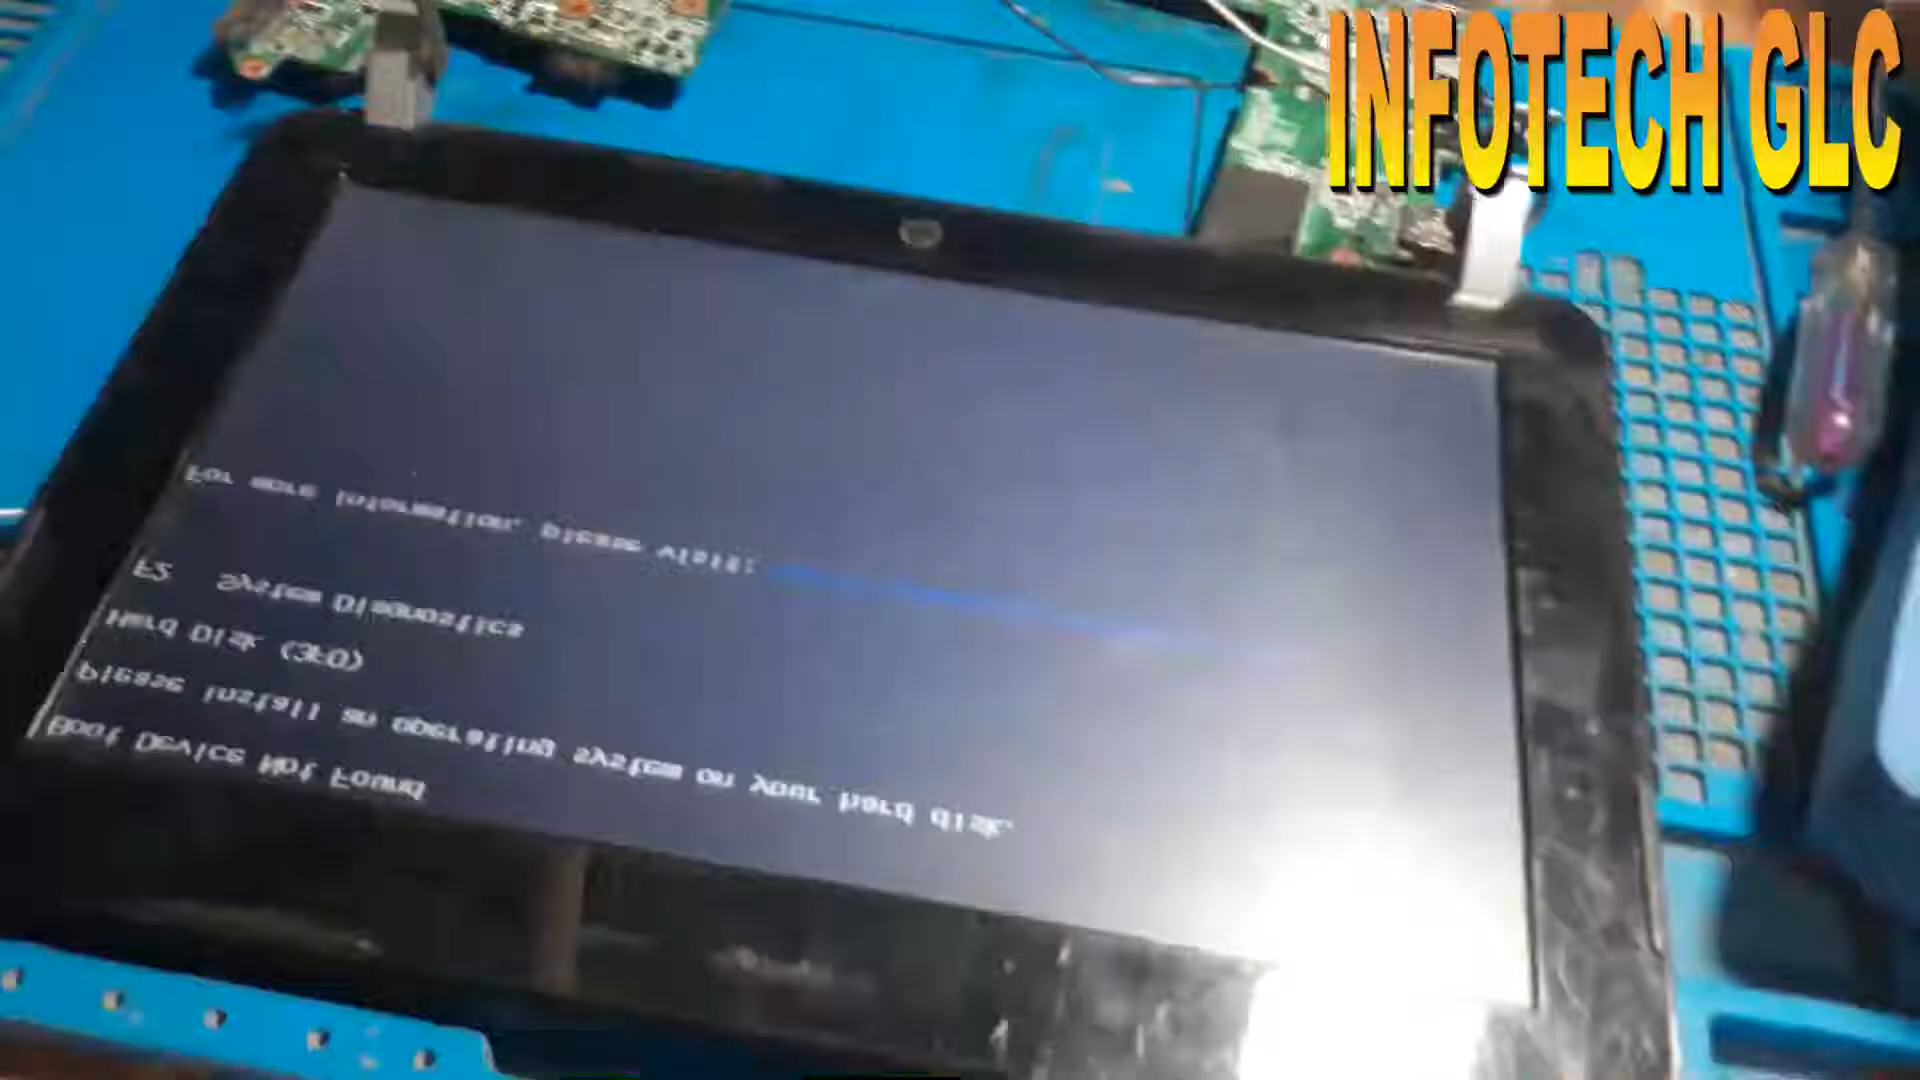 INFOTECH GLC
Boot Device Not Found
Please install an operating system on your hard disk.
Hard Disk (3F0)
F2 System Diagnostics
For more information, please visit: